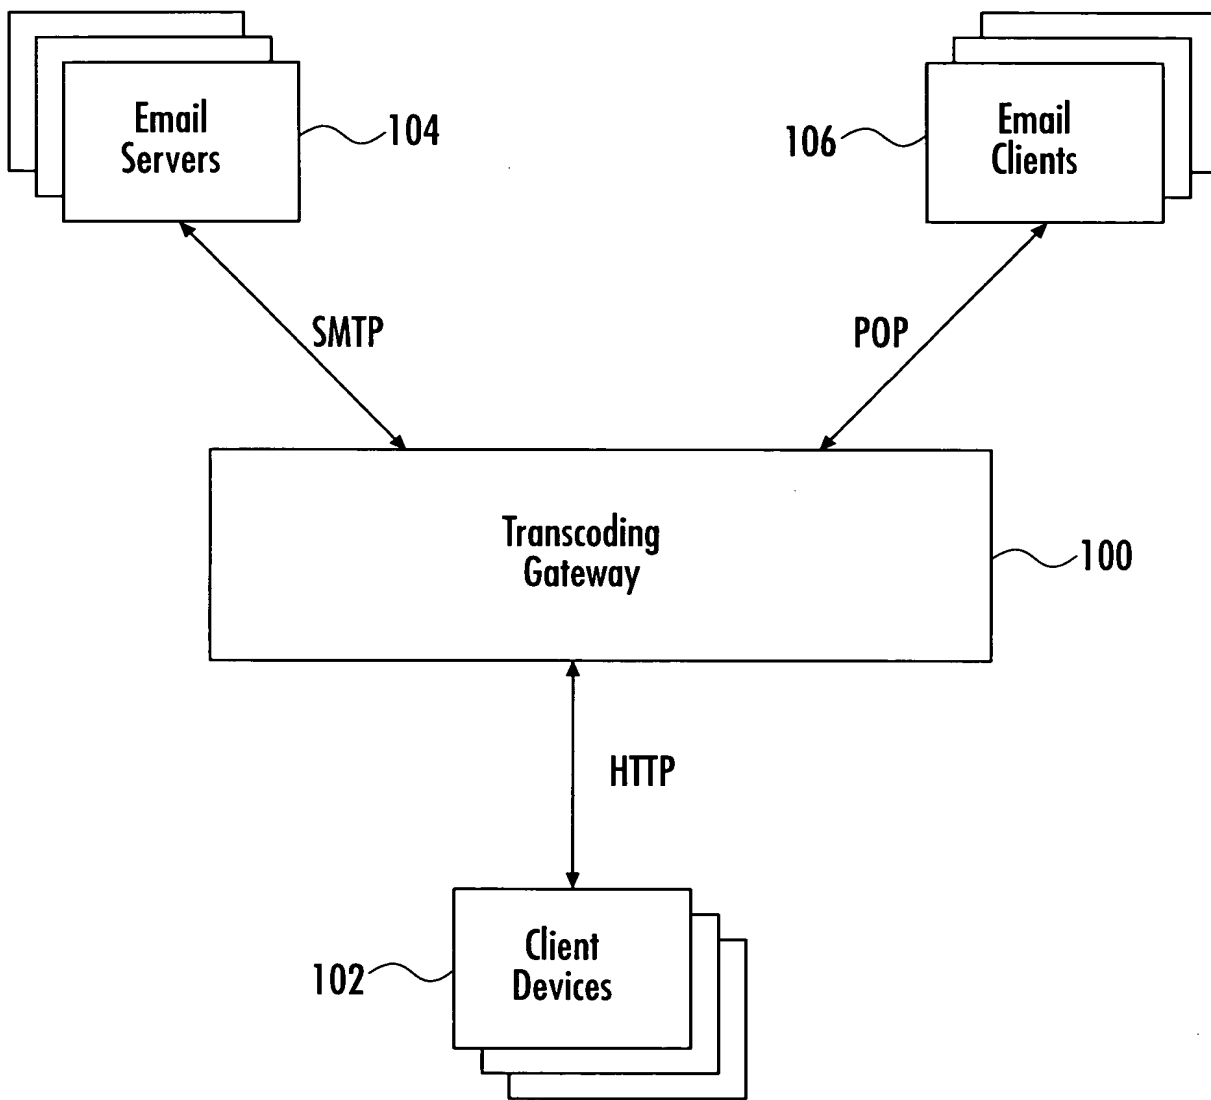 Email
Servers
104
106
Email
Clients
SMTP
POP
Transcoding
Gateway
100
HTTP
Client
Devices
102